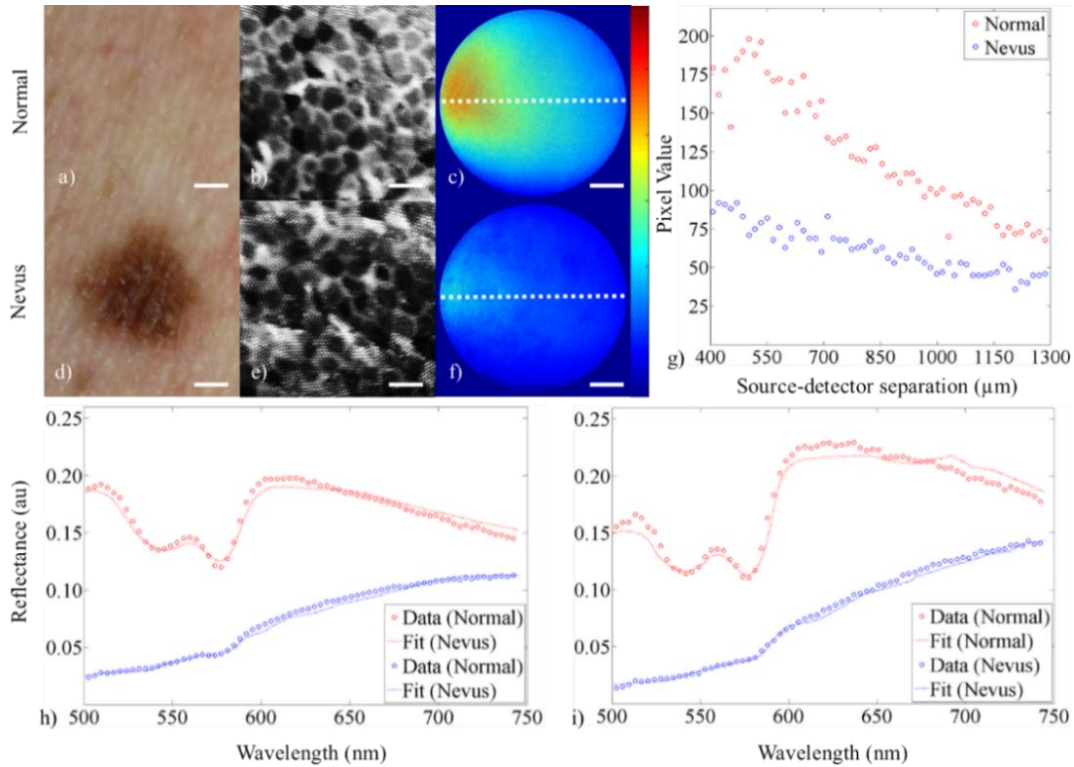 Normal
Nevus
a)
b)
c)
d)
e)
f)
Pixel Value
200
175
150
125
100
75
50
25
Normal
Nevus
g)
400 550 700 850 1000 1150 1290
Source-detector separation (µm)
Reflectance (au)
0.25
0.20
0.15
0.10
0.05
Data (Normal)
Fit (Nevus)
Data (Normal)
Fit (Nevus)
h)
500 550 600 650 700 750
Wavelength (nm)
0.25
0.20
0.15
0.10
0.05
Data (Normal)
Fit (Normal)
Data (Nevus)
Fit (Nevus)
i)
500 550 600 650 700 750
Wavelength (nm)